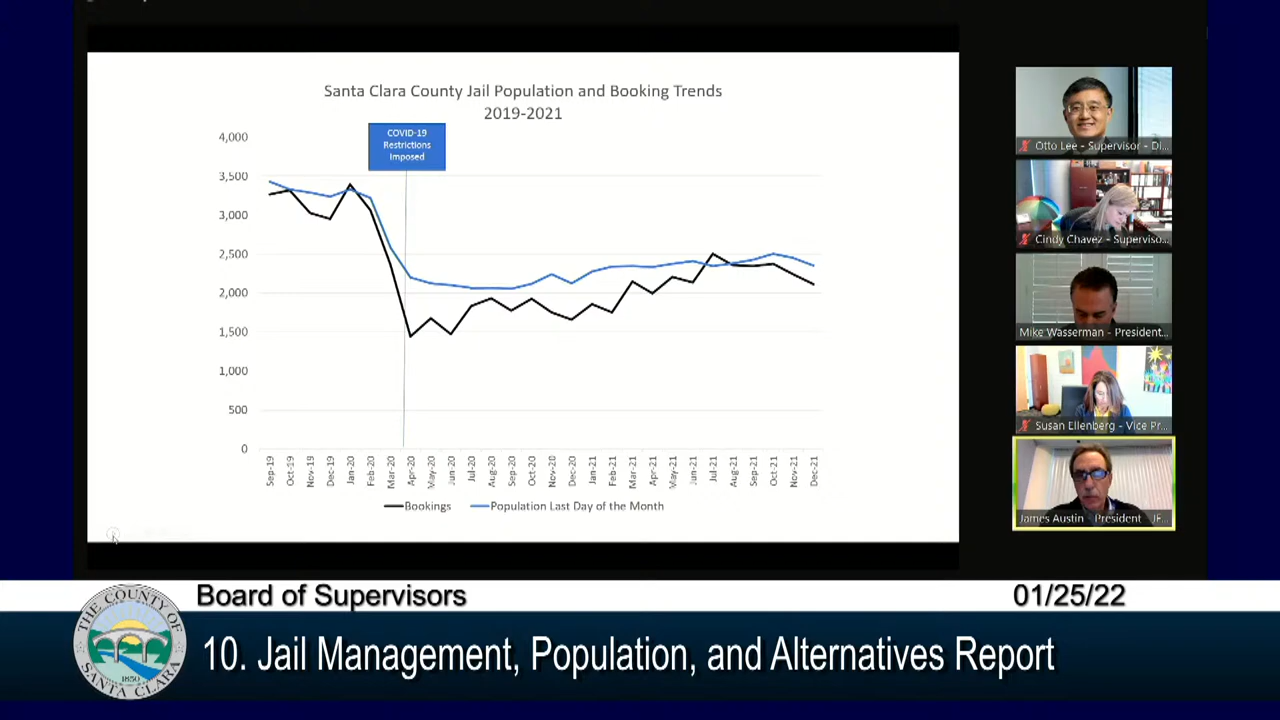 Santa Clara County Jail Population and Booking Trends
2019-2021
COVID-19
Restrictions
Imposed
4,000
3,500
3,000
2,500
2,000
1,500
1,000
500
0
Sep-19
Oct-19
Nov-19
Dec-19
Jan-20
Feb-20
Mar-20
Apr-20
May-20
Jun-20
Jul-20
Aug-20
Sep-20
Oct-20
Nov-20
Dec-20
Jan-21
Feb-21
Mar-21
Apr-21
May-21
Jun-21
Jul-21
Aug-21
Sep-21
Oct-21
Nov-21
Dec-21
Bookings
Population Last Day of the Month
Otto Lee - Supervisor - Di...
Cindy Chavez - Superviso...
Mike Wasserman - President...
Susan Ellenberg - Vice Pr...
James Austin - President - JF...
Board of Supervisors
01/25/22
THE COUNTY OF
SANTA CLARA
1850
10. Jail Management, Population, and Alternatives Report